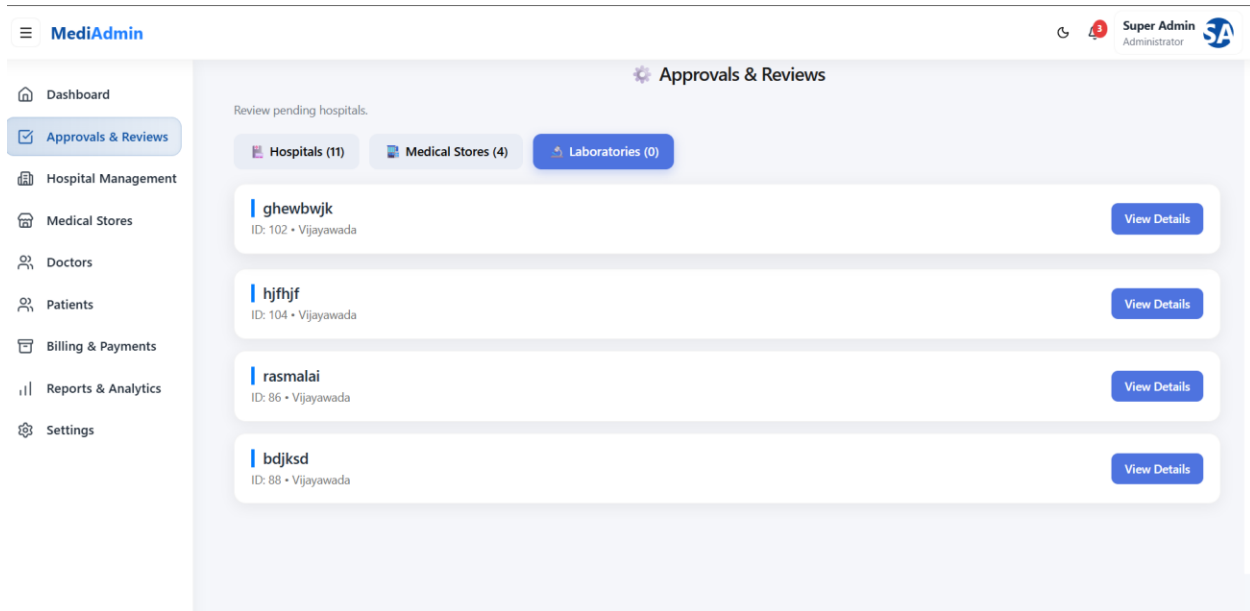 MediAdmin
3
Super Admin
Administrator
SA
Dashboard
Approvals & Reviews
Hospital Management
Medical Stores
Doctors
Patients
Billing & Payments
Reports & Analytics
Settings
Approvals & Reviews
Review pending hospitals.
Hospitals (11)
Medical Stores (4)
Laboratories (0)
ghewbwjk
ID: 102 • Vijayawada
View Details
hjfhjf
ID: 104 • Vijayawada
View Details
rasmalai
ID: 86 • Vijayawada
View Details
bdjksd
ID: 88 • Vijayawada
View Details